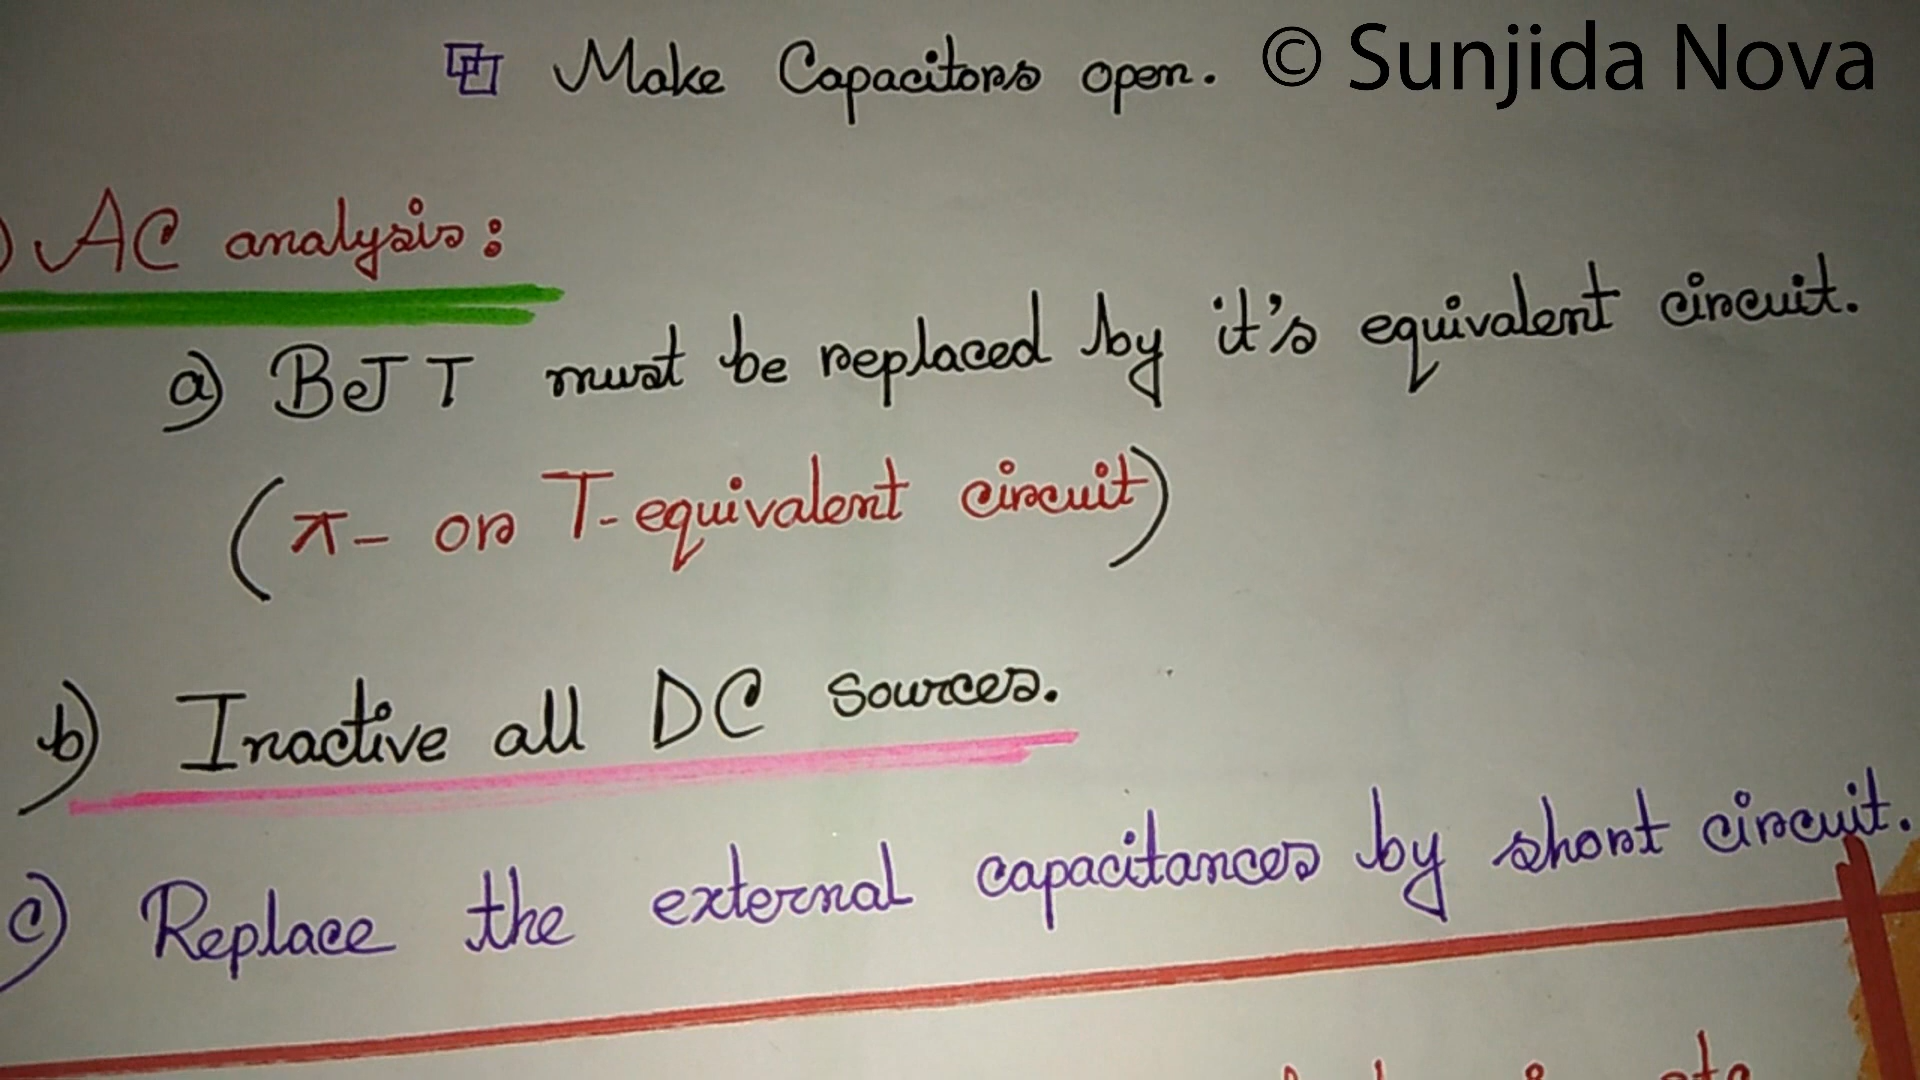 Make Capacitors open. © Sunjida Nova
AC analysis:
a) BJT must be replaced by it's equivalent circuit.
(π- or T-equivalent circuit)
b) Inactive all DC sources.
c) Replace the external capacitances by short circuit.